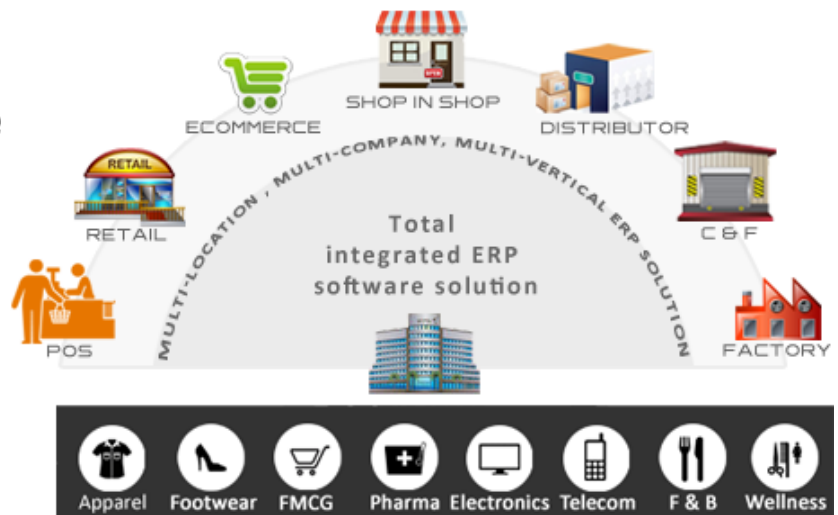 SHOP IN SHOP
ECOMMERCE
DISTRIBUTOR
RETAIL
RETAIL
C & F
POS
FACTORY
MULTI-LOCATION , MULTI-COMPANY, MULTI-VERTICAL ERP SOLUTION
Total
integrated ERP
software solution
Apparel Footwear FMCG Pharma Electronics Telecom F & B Wellness